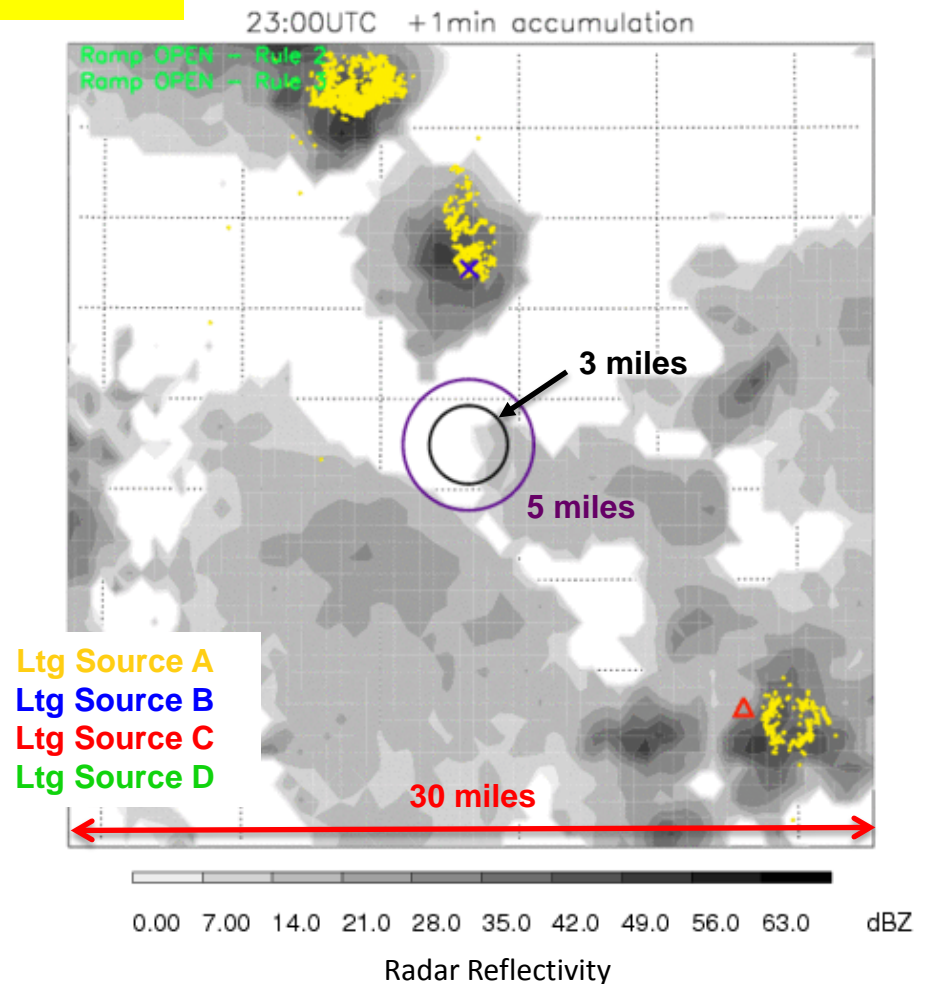 23:00UTC +1min accumulation
Ramp OPEN - Rule 2
Ramp OPEN - Rule 3
3 miles
5 miles
Ltg Source A
Ltg Source B
Ltg Source C
Ltg Source D
30 miles
0.00 7.00 14.0 21.0 28.0 35.0 42.0 49.0 56.0 63.0 dBZ
Radar Reflectivity